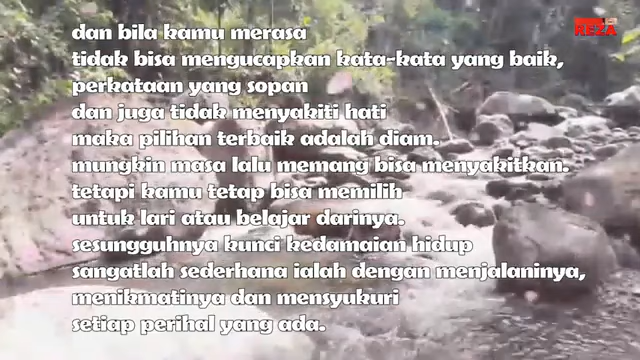 REZA
dan bila kamu merasa
tidak bisa mengucapkan kata-kata yang baik,
perkataan yang sopan
dan juga tidak menyakiti hati
maka pilihan terbaik adalah diam.
mungkin masa lalu memang bisa menyakitkan.
tetapi kamu tetap bisa memilih
untuk lari atau belajar darinya.
sesungguhnya kunci kedamaian hidup
sangatlah sederhana ialah dengan menjalaninya,
menikmatinya dan mensyukuri
setiap perihal yang ada.